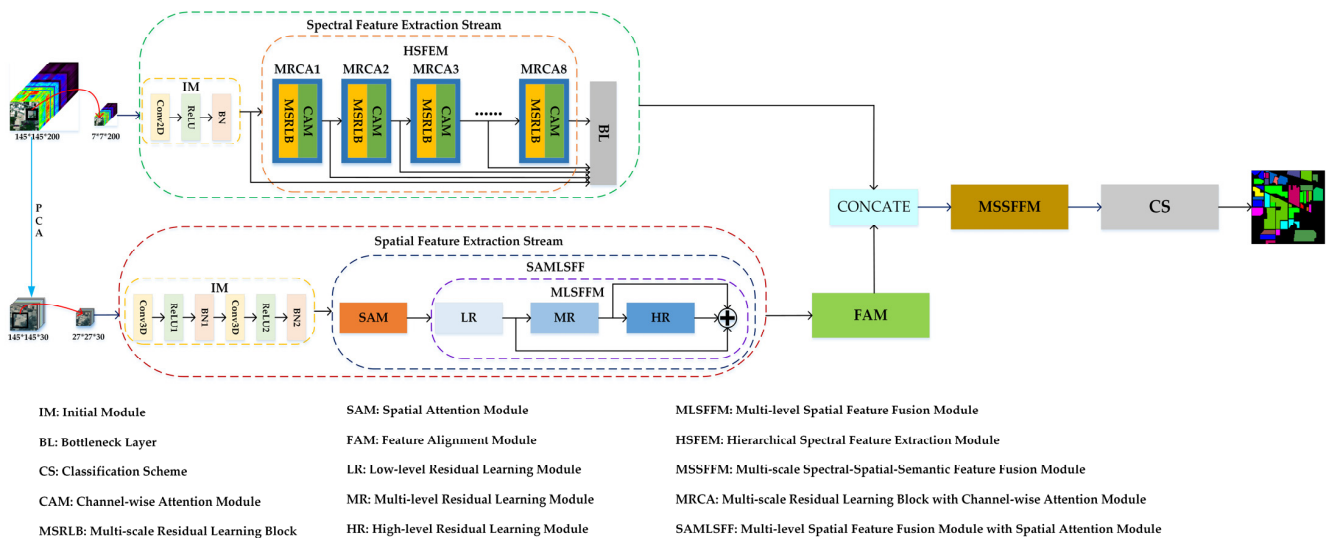 Spectral Feature Extraction Stream
HSFEM
MRCA1
MRCA2
MRCA3
MRCA8
IM
Conv2D
ReLU
BN
MSRLB
CAM
MSRLB
CAM
MSRLB
CAM
......
MSRLB
CAM
BL
145*145*200
7*7*200
PCA
CONCATE
MSSFFM
CS
Spatial Feature Extraction Stream
SAMLSFF
IM
MLSFFM
Conv3D
ReLU1
BN1
Conv3D
ReLU2
BN2
SAM
LR
MR
HR
FAM
145*145*30
27*27*30
IM: Initial Module
BL: Bottleneck Layer
CS: Classification Scheme
CAM: Channel-wise Attention Module
MSRLB: Multi-scale Residual Learning Block
SAM: Spatial Attention Module
FAM: Feature Alignment Module
LR: Low-level Residual Learning Module
MR: Multi-level Residual Learning Module
HR: High-level Residual Learning Module
MLSFFM: Multi-level Spatial Feature Fusion Module
HSFEM: Hierarchical Spectral Feature Extraction Module
MSSFFM: Multi-scale Spectral-Spatial-Semantic Feature Fusion Module
MRCA: Multi-scale Residual Learning Block with Channel-wise Attention Module
SAMLSFF: Multi-level Spatial Feature Fusion Module with Spatial Attention Module